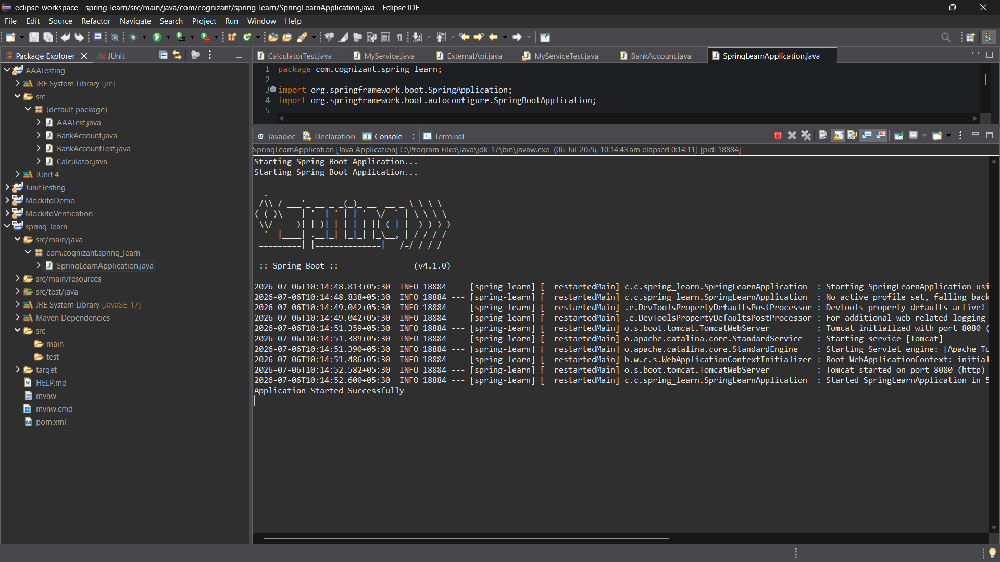 eclipse-workspace - spring-learn/src/main/java/com/cognizant/spring_learn/SpringLearnApplication.java - Eclipse IDE
File Edit Source Refactor Navigate Search Project Run Window Help
Package Explorer
JUnit
AAATesting
JRE System Library [jre]
src
(default package)
AAATest.java
BankAccount.java
BankAccountTest.java
Calculator.java
JUnit 4
JunitTesting
MockitoDemo
MockitoVerification
spring-learn
src/main/java
com.cognizant.spring_learn
SpringLearnApplication.java
src/main/resources
src/test/java
JRE System Library [JavaSE-17]
Maven Dependencies
src
main
test
target
HELP.md
mvnw
mvnw.cmd
pom.xml
CalculatorTest.java MyService.java ExternalApi.java MyServiceTest.java BankAccount.java SpringLearnApplication.java
1 package com.cognizant.spring_learn;
2
3 import org.springframework.boot.SpringApplication;
4 import org.springframework.boot.autoconfigure.SpringBootApplication;
5
Javadoc Declaration Console Terminal
SpringLearnApplication [Java Application] C:\Program Files\Java\jdk-17\bin\javaw.exe (06-Jul-2026, 10:14:43 am elapsed 0:14:11) [pid: 18884]
Starting Spring Boot Application...
Starting Spring Boot Application...
Spring
:: Spring Boot :: (v4.1.0)
2026-07-06T10:14:48.813+05:30 INFO 18884 --- [spring-learn] [ restartedMain] c.c.spring_learn.SpringLearnApplication : Starting SpringLearnApplication usi
2026-07-06T10:14:48.838+05:30 INFO 18884 --- [spring-learn] [ restartedMain] c.c.spring_learn.SpringLearnApplication : No active profile set, falling back
2026-07-06T10:14:49.042+05:30 INFO 18884 --- [spring-learn] [ restartedMain] .e.DevToolsPropertyDefaultsPostProcessor : Devtools property defaults active!
2026-07-06T10:14:49.042+05:30 INFO 18884 --- [spring-learn] [ restartedMain] .e.DevToolsPropertyDefaultsPostProcessor : For additional web related logging
2026-07-06T10:14:51.359+05:30 INFO 18884 --- [spring-learn] [ restartedMain] o.s.boot.tomcat.TomcatWebServer : Tomcat initialized with port 8080 (
2026-07-06T10:14:51.389+05:30 INFO 18884 --- [spring-learn] [ restartedMain] o.apache.catalina.core.StandardService : Starting service [Tomcat]
2026-07-06T10:14:51.390+05:30 INFO 18884 --- [spring-learn] [ restartedMain] o.apache.catalina.core.StandardEngine : Starting Servlet engine: [Apache To
2026-07-06T10:14:51.486+05:30 INFO 18884 --- [spring-learn] [ restartedMain] b.w.c.s.WebApplicationContextInitializer : Root WebApplicationContext: initial
2026-07-06T10:14:52.582+05:30 INFO 18884 --- [spring-learn] [ restartedMain] o.s.boot.tomcat.TomcatWebServer : Tomcat started on port 8080 (http)
2026-07-06T10:14:52.600+05:30 INFO 18884 --- [spring-learn] [ restartedMain] c.c.spring_learn.SpringLearnApplication : Started SpringLearnApplication in 5
Application Started Successfully